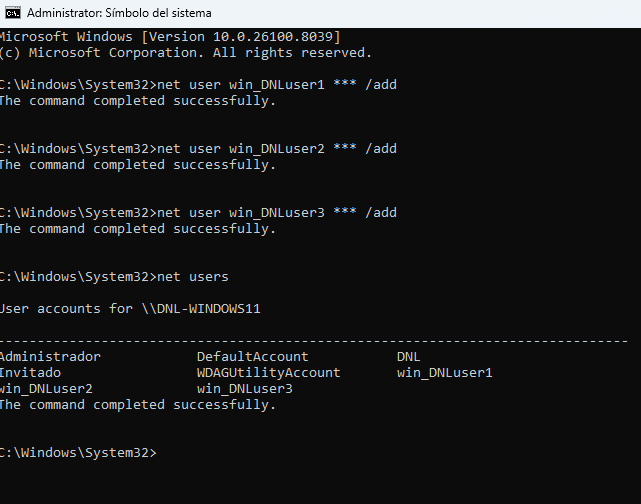 Administrator: Símbolo del sistema
Microsoft Windows [Version 10.0.26100.8039]
(c) Microsoft Corporation. All rights reserved.
C:\Windows\System32>net user win_DNLuser1 *** /add
The command completed successfully.
C:\Windows\System32>net user win_DNLuser2 *** /add
The command completed successfully.
C:\Windows\System32>net user win_DNLuser3 *** /add
The command completed successfully.
C:\Windows\System32>net users
User accounts for \\DNL-WINDOWS11
-------------------------------------------------------------------------------
Administrador            DefaultAccount           DNL
Invitado                 WDAGUtilityAccount       win_DNLuser1
win_DNLuser2             win_DNLuser3
The command completed successfully.
C:\Windows\System32>